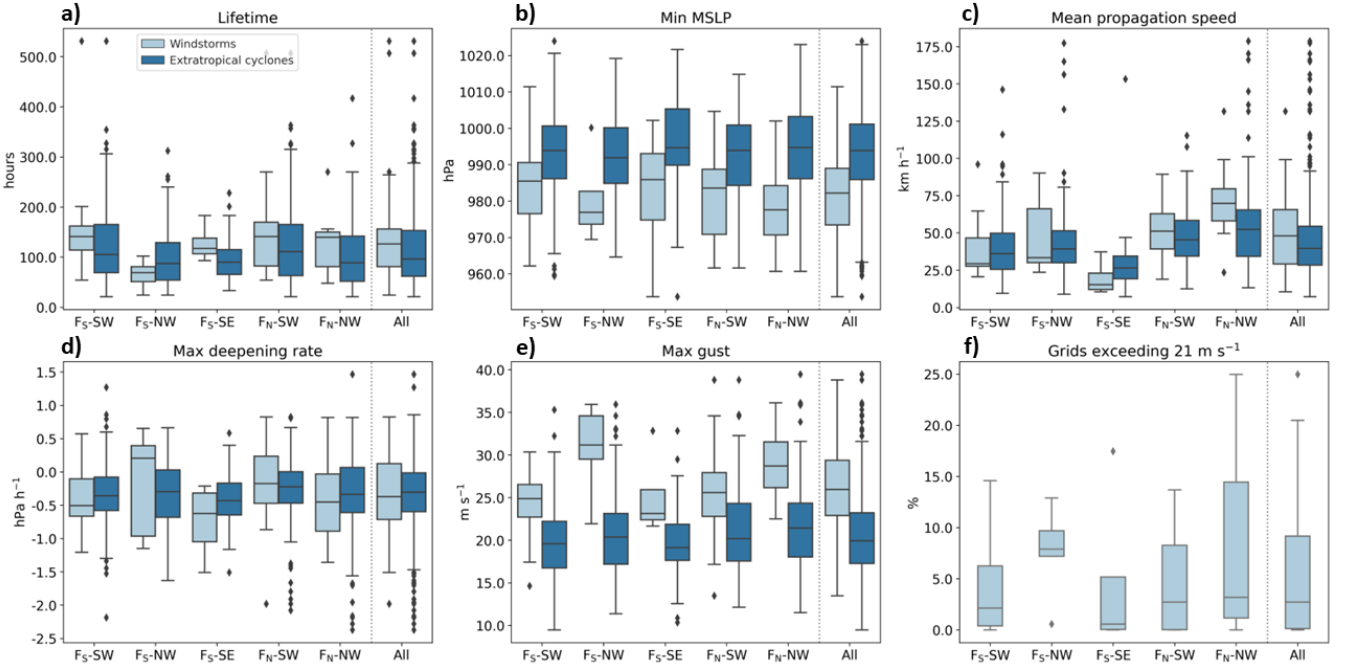 a)
Lifetime
Windstorms
Extratropical cyclones
hours
500.0
400.0
300.0
200.0
100.0
0.0
FS-SW
FS-NW
FS-SE
FN-SW
FN-NW
All
b)
Min MSLP
hPa
1020.0
1010.0
1000.0
990.0
980.0
970.0
960.0
FS-SW
FS-NW
FS-SE
FN-SW
FN-NW
All
c)
Mean propagation speed
km h⁻¹
175.0
150.0
125.0
100.0
75.0
50.0
25.0
0.0
FS-SW
FS-NW
FS-SE
FN-SW
FN-NW
All
d)
Max deepening rate
hPa h⁻¹
1.5
1.0
0.5
0.0
-0.5
-1.0
-1.5
-2.0
-2.5
FS-SW
FS-NW
FS-SE
FN-SW
FN-NW
All
e)
Max gust
m s⁻¹
40.0
35.0
30.0
25.0
20.0
15.0
10.0
FS-SW
FS-NW
FS-SE
FN-SW
FN-NW
All
f)
Grids exceeding 21 m s⁻¹
%
25.0
20.0
15.0
10.0
5.0
0.0
FS-SW
FS-NW
FS-SE
FN-SW
FN-NW
All